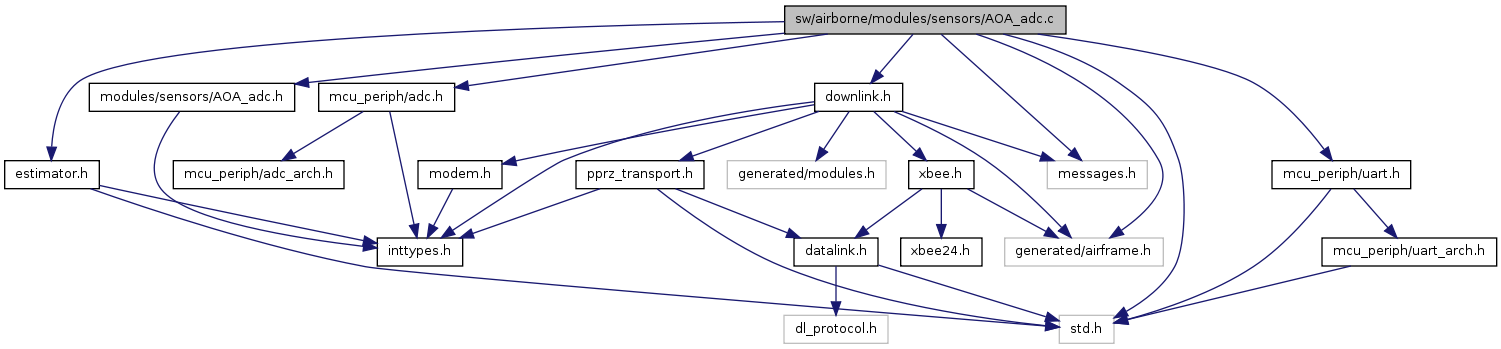 sw/airborne/modules/sensors/AOA_adc.c
modules/sensors/AOA_adc.h
mcu_periph/adc.h
downlink.h
estimator.h
mcu_periph/adc_arch.h
modem.h
pprz_transport.h
generated/modules.h
xbee.h
messages.h
mcu_periph/uart.h
inttypes.h
datalink.h
xbee24.h
generated/airframe.h
mcu_periph/uart_arch.h
dl_protocol.h
std.h